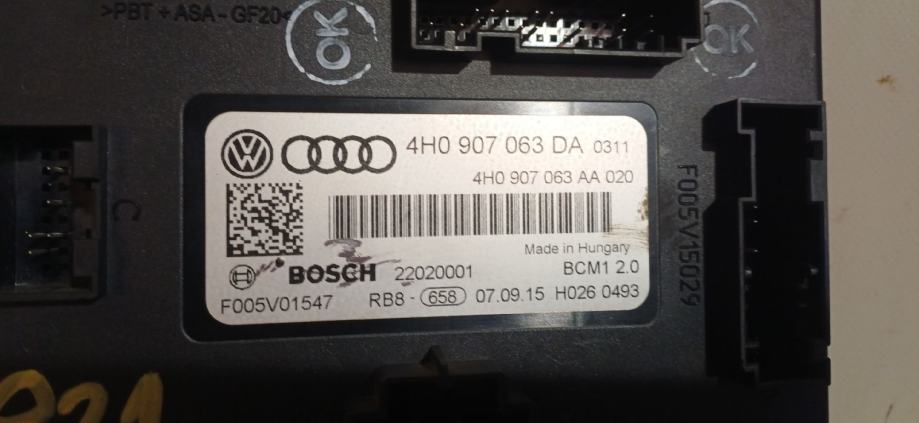 >PBT + ASA - GF20<
OK
OK
4H0 907 063 DA 0311
4H0 907 063 AA 020
Made in Hungary
BOSCH 22020001
BCM1 2.0
F005V01547
RB8 - 658 07.09.15 H026 0493
C
F005V15029